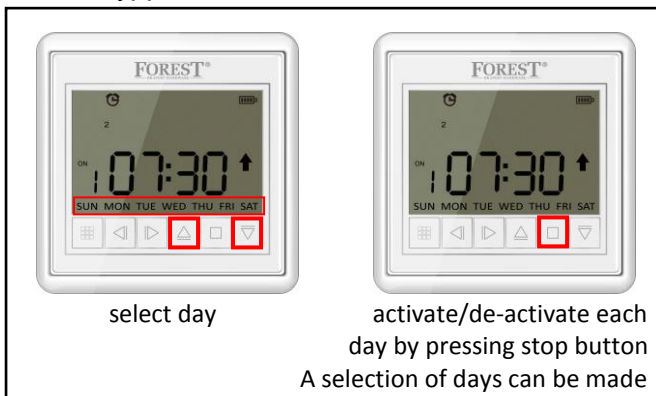 FOREST®
2
ON
1 07:30
SUN MON TUE WED THU FRI SAT
select day
FOREST®
2
ON
1 07:30
SUN MON TUE WED THU FRI SAT
activate/de-activate each
day by pressing stop button
A selection of days can be made